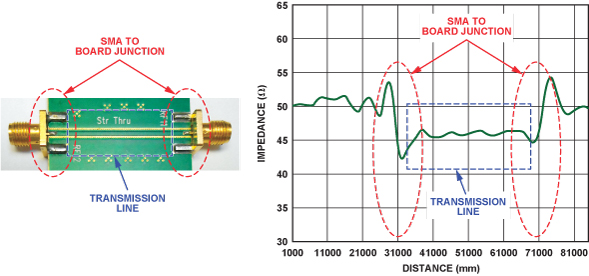 SMA TO
BOARD JUNCTION
Str Thru
TRANSMISSION
LINE
65
60
55
50
45
40
35
30
IMPEDANCE (Ω)
SMA TO
BOARD JUNCTION
TRANSMISSION
LINE
1000 11000 21000 31000 41000 51000 61000 71000 81000
DISTANCE (mm)